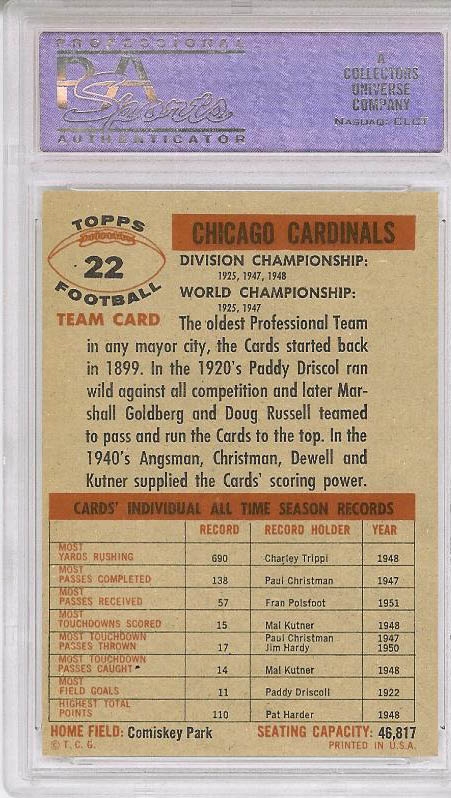 PROFESSIONAL
PSA
Sports
AUTHENTICATOR
A
COLLECTORS
UNIVERSE
COMPANY
NASDAQ: CLCT
TOPPS
22
FOOTBALL
TEAM CARD
CHICAGO CARDINALS
DIVISION CHAMPIONSHIP:
1925, 1947, 1948
WORLD CHAMPIONSHIP:
1925, 1947
The oldest Professional Team
in any mayor city, the Cards started back
in 1899. In the 1920's Paddy Driscol ran
wild against all competition and later Mar-
shall Goldberg and Doug Russell teamed
to pass and run the Cards to the top. In the
1940's Angsman, Christman, Dewell and
Kutner supplied the Cards' scoring power.
CARDS' INDIVIDUAL ALL TIME SEASON RECORDS
RECORD RECORD HOLDER YEAR
MOST
YARDS RUSHING 690 Charley Trippi 1948
MOST
PASSES COMPLETED 138 Paul Christman 1947
MOST
PASSES RECEIVED 57 Fran Polsfoot 1951
MOST
TOUCHDOWNS SCORED 15 Mal Kutner 1948
MOST TOUCHDOWN Paul Christman 1947
PASSES THROWN 17 Jim Hardy 1950
MOST TOUCHDOWN
PASSES CAUGHT 14 Mal Kutner 1948
MOST
FIELD GOALS 11 Paddy Driscoll 1922
HIGHEST TOTAL
POINTS 110 Pat Harder 1948
HOME FIELD: Comiskey Park SEATING CAPACITY: 46,817
© T. C. G. PRINTED IN U.S.A.